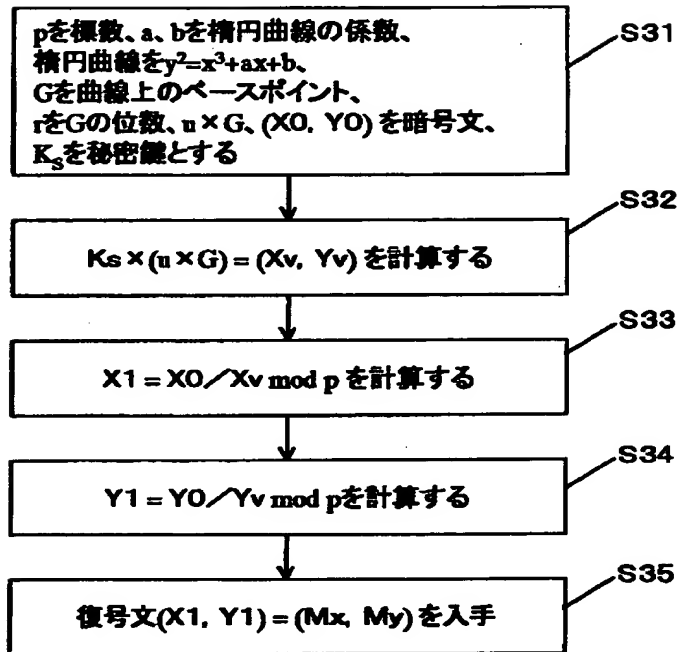 pを標数、a、bを楕円曲線の係数、
S31
楕円曲線をy²=x³+ax+b、
Gを曲線上のベースポイント、
rをGの位数、u×G、(X0, Y0) を暗号文、
K_Sを秘密鍵とする
S32
Ks×(u×G)=(Xv, Yv) を計算する
S33
X1=X0／Xv mod p を計算する
S34
Y1=Y0／Yv mod pを計算する
S35
復号文(X1, Y1)=(Mx, My) を入手